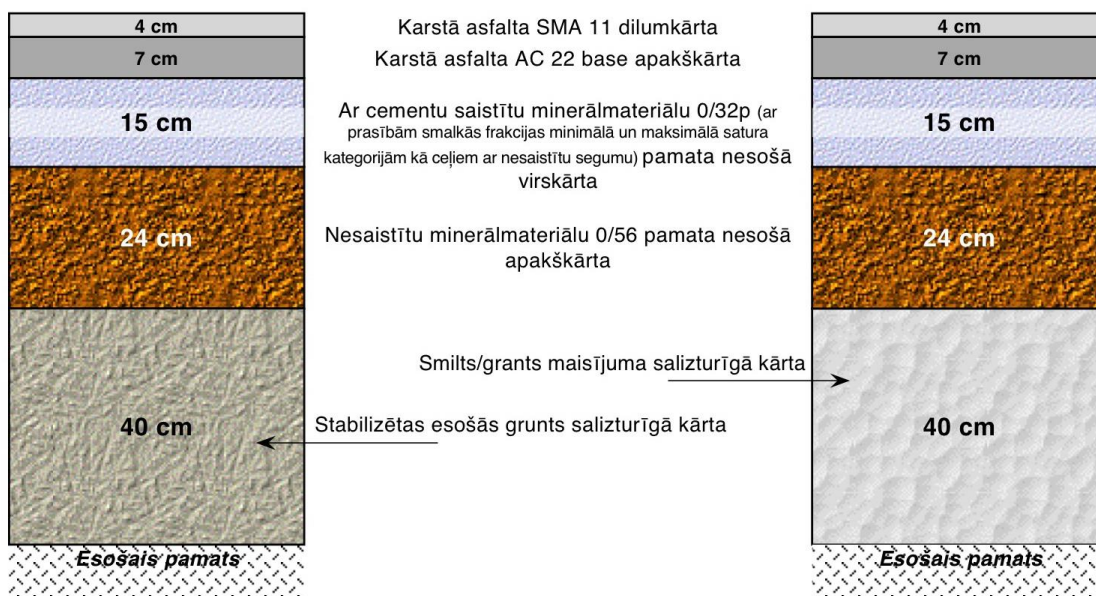 4 cm
Karstā asfalta SMA 11 dilumkārta
4 cm
7 cm
Karstā asfalta AC 22 base apakškārta
7 cm
15 cm
Ar cementu saistītu minerālmateriālu 0/32p (ar
prasībām smalkās frakcijas minimālā un maksimālā satura
kategorijām kā ceļiem ar nesaistītu segumu) pamata nesošā
virskārta
15 cm
24 cm
Nesaistītu minerālmateriālu 0/56 pamata nesošā
apakškārta
24 cm
Smilts/grants maisījuma salizturīgā kārta
40 cm
Stabilizētas esošās grunts salizturīgā kārta
40 cm
Esošais pamats
Esošais pamats